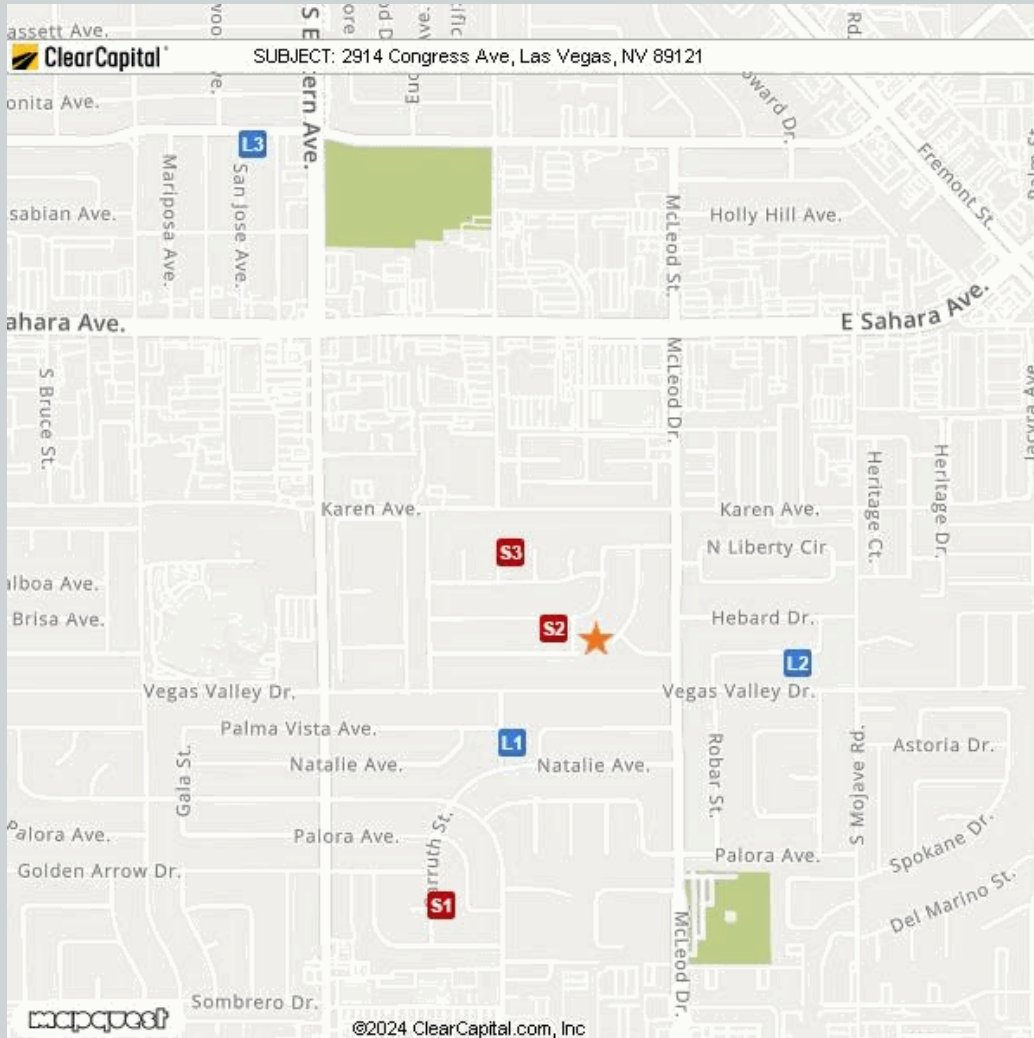 assett Ave.
S E
ern Ave.
Rd.
ClearCapital
SUBJECT: 2914 Congress Ave, Las Vegas, NV 89121
onita Ave.
L3
Mariposa Ave.
San Jose Ave.
sabian Ave.
McLeod St.
Holly Hill Ave.
Fremont St.
ahara Ave.
E Sahara Ave.
S Bruce St.
McLeod Dr.
Heritage Ct.
Heritage Dr.
Karen Ave.
Karen Ave.
S3
N Liberty Cir
alboa Ave.
Brisa Ave.
S2
Hebard Dr.
L2
Vegas Valley Dr.
Vegas Valley Dr.
Palma Vista Ave.
L1
Robar St.
S Mojave Rd.
Astoria Dr.
Gala St.
Natalie Ave.
Natalie Ave.
Palora Ave.
Palora Ave.
Palora Ave.
Spokane Dr.
Golden Arrow Dr.
S1
Del Marino St.
McLeod Dr.
Sombrero Dr.
mapquest
©2024 ClearCapital.com, Inc